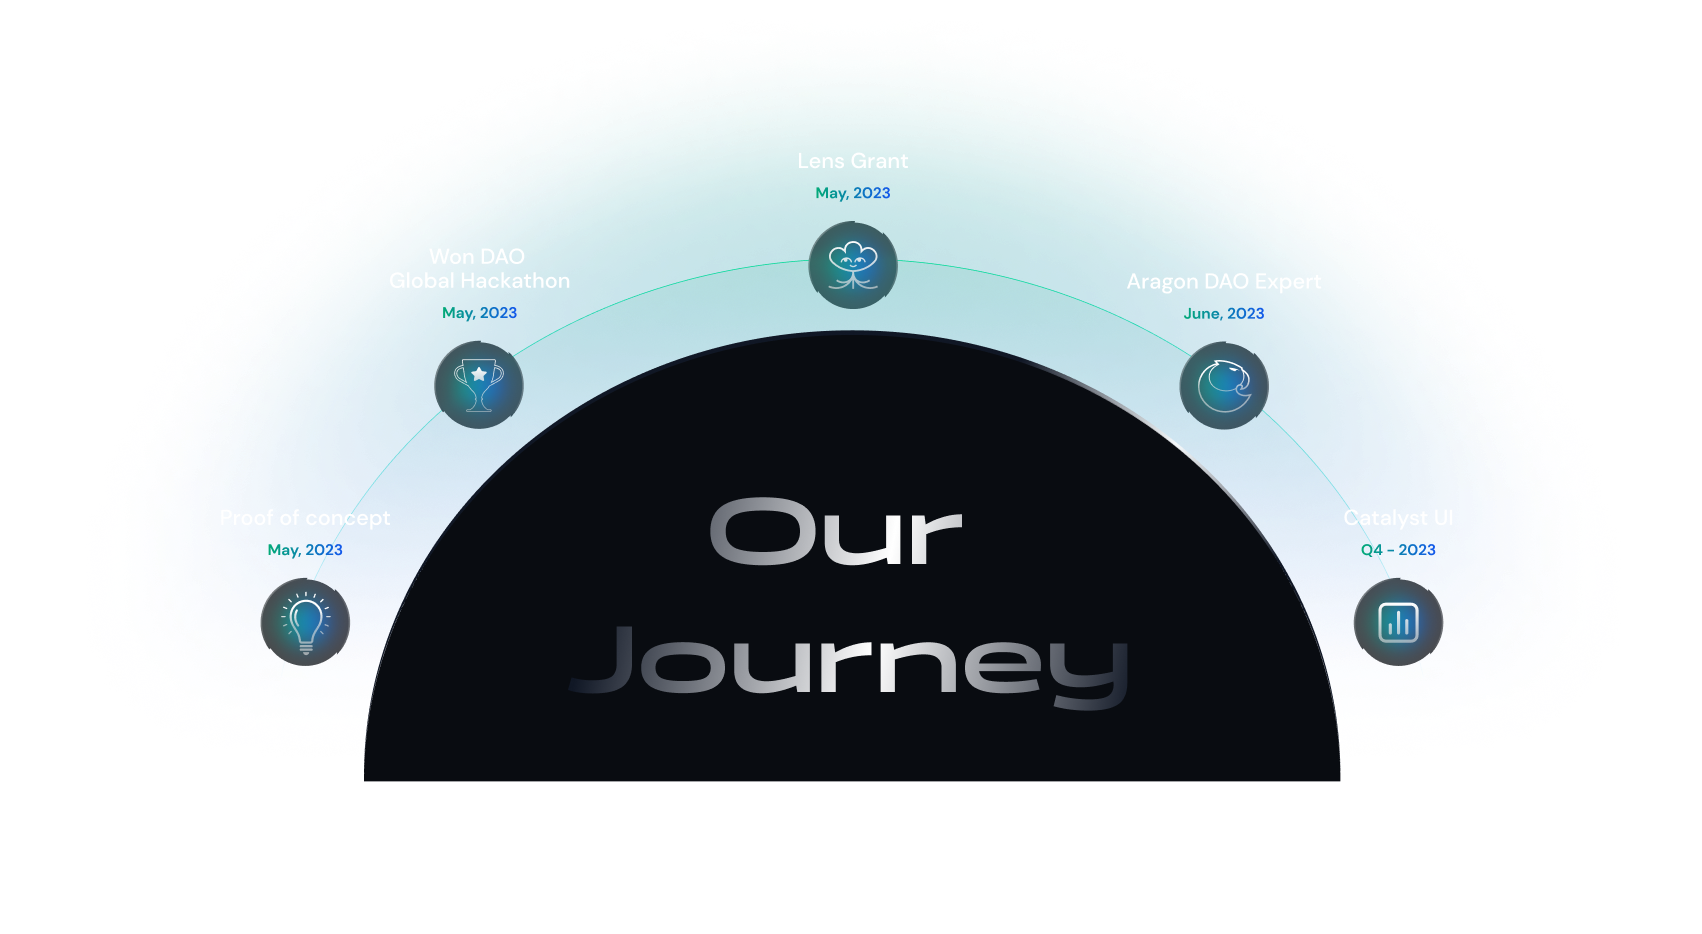 Lens Grant
May, 2023
Won DAO
Global Hackathon
May, 2023
Aragon DAO Expert
June, 2023
Proof of concept
May, 2023
Catalyst UI
Q4 - 2023
Our
Journey